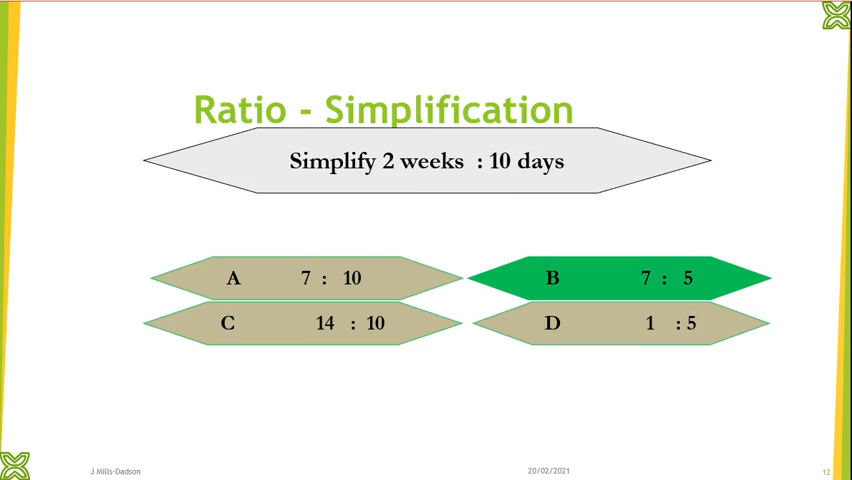 Ratio - Simplification
Simplify 2 weeks : 10 days
A 7 : 10
B 7 : 5
C 14 : 10
D 1 : 5
J Mills-Dadson
20/02/2021
12